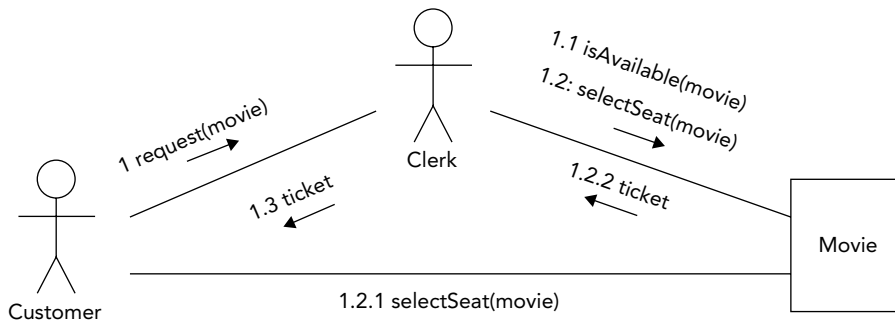 1.1 isAvailable(movie)
1.2: selectSeat(movie)
1 request(movie)
Clerk
1.2.2 ticket
1.3 ticket
Movie
Customer
1.2.1 selectSeat(movie)